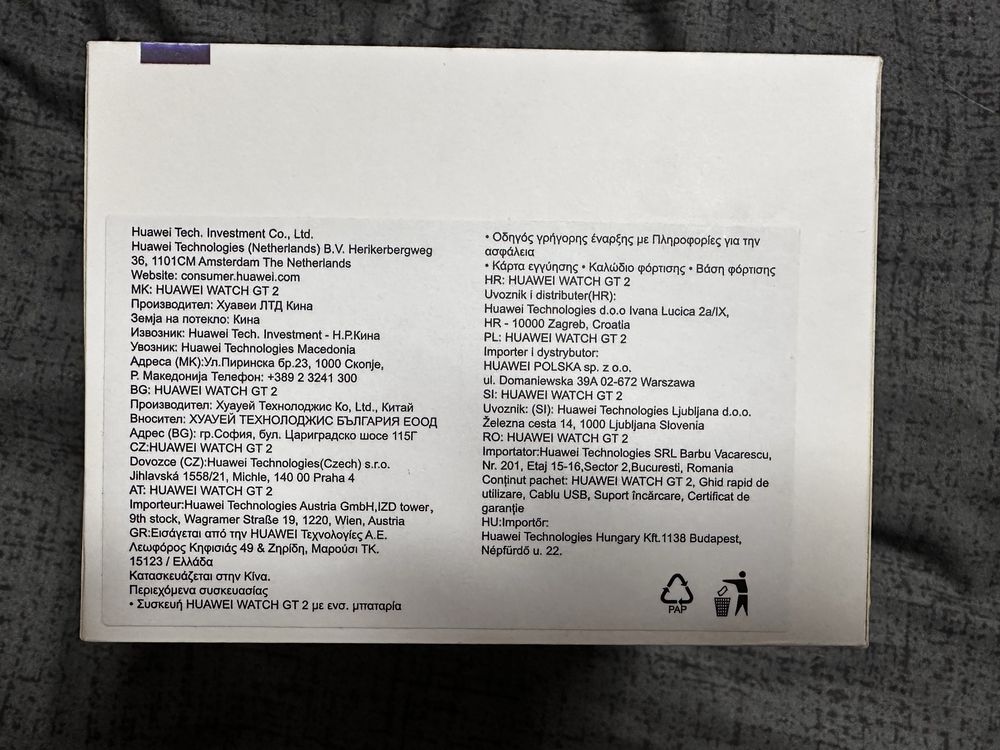 Huawei Tech. Investment Co., Ltd.
Huawei Technologies (Netherlands) B.V. Herikerbergweg
36, 1101CM Amsterdam The Netherlands
Website: consumer.huawei.com
MK: HUAWEI WATCH GT 2
Производител: Хуавеи ЛТД Кина
Земја на потекло: Кина
Извозник: Huawei Tech. Investment - Н.Р.Кина
Увозник: Huawei Technologies Macedonia
Адреса (МК):Ул.Пиринска бр.23, 1000 Скопје,
Р. Македонија Телефон: +389 2 3241 300
BG: HUAWEI WATCH GT 2
Производител: Хуауей Технолоджис Ко, Ltd., Китай
Вносител: ХУАУЕЙ ТЕХНОЛОДЖИС БЪЛГАРИЯ ЕООД
Адрес (BG): гр.София, бул. Цариградско шосе 115Г
CZ:HUAWEI WATCH GT 2
Dovozce (CZ):Huawei Technologies(Czech) s.r.o.
Jihlavská 1558/21, Michle, 140 00 Praha 4
AT: HUAWEI WATCH GT 2
Importeur:Huawei Technologies Austria GmbH,IZD tower,
9th stock, Wagramer Straße 19, 1220, Wien, Austria
GR:Εισάγεται από την HUAWEI Τεχνολογίες Α.Ε.
Λεωφόρος Κηφισιάς 49 & Ζηρίδη, Μαρούσι ΤΚ.
15123 / Ελλάδα
Κατασκευάζεται στην Κίνα.
Περιεχόμενα συσκευασίας
• Συσκευή HUAWEI WATCH GT 2 με ενσ. μπαταρία
• Οδηγός γρήγορης έναρξης με Πληροφορίες για την
ασφάλεια
• Κάρτα εγγύησης • Καλώδιο φόρτισης • Βάση φόρτισης
HR: HUAWEI WATCH GT 2
Uvoznik i distributer(HR):
Huawei Technologies d.o.o Ivana Lucica 2a/IX,
HR - 10000 Zagreb, Croatia
PL: HUAWEI WATCH GT 2
Importer i dystrybutor:
HUAWEI POLSKA sp. z o.o.
ul. Domaniewska 39A 02-672 Warszawa
SI: HUAWEI WATCH GT 2
Uvoznik: (SI): Huawei Technologies Ljubljana d.o.o.
Železna cesta 14, 1000 Ljubljana Slovenia
RO: HUAWEI WATCH GT 2
Importator:Huawei Technologies SRL Barbu Vacarescu,
Nr. 201, Etaj 15-16,Sector 2,Bucuresti, Romania
Conținut pachet: HUAWEI WATCH GT 2, Ghid rapid de
utilizare, Cablu USB, Suport încărcare, Certificat de
garanție
HU:Importőr:
Huawei Technologies Hungary Kft.1138 Budapest,
Népfürdő u. 22.
PAP